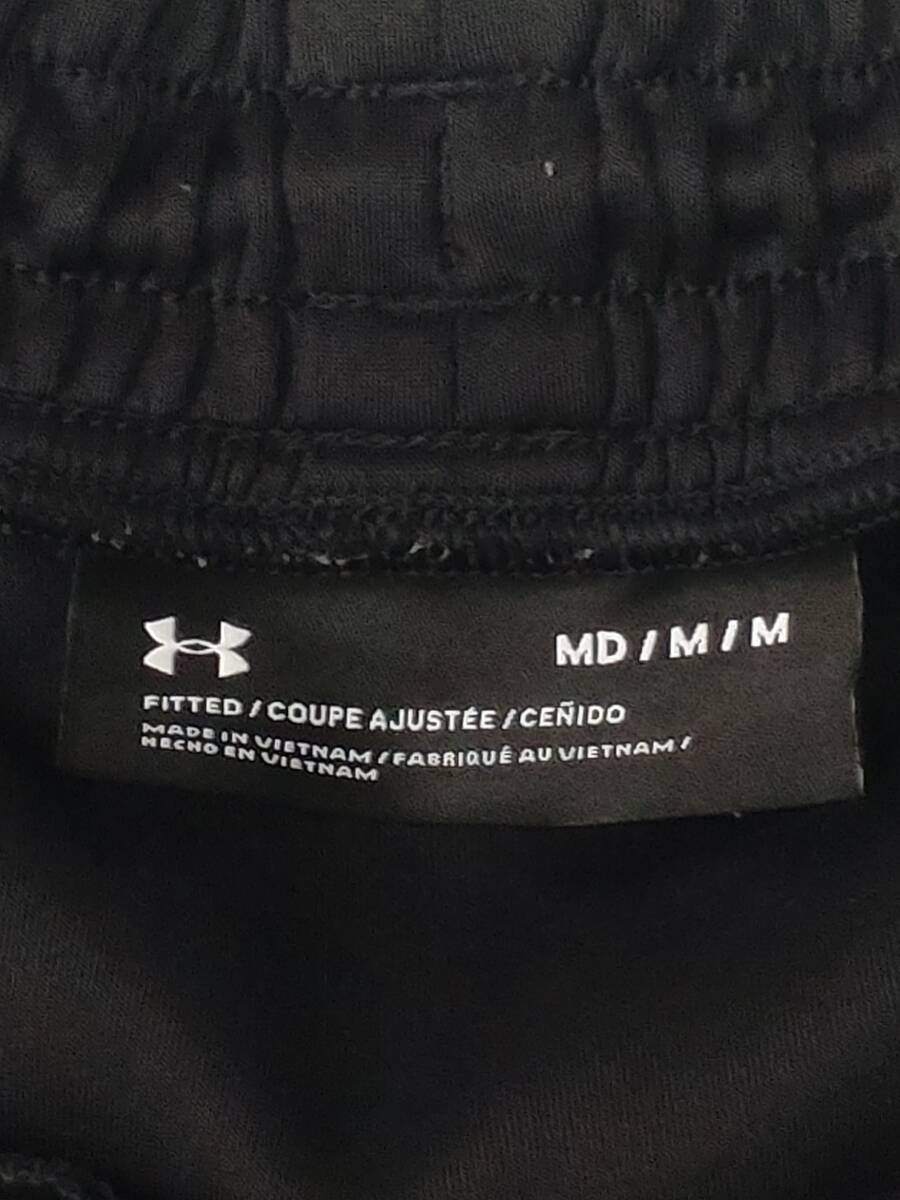 MD / M / M
FITTED / COUPE AJUSTÉE / CEÑIDO
MADE IN VIETNAM / FABRIQUÉ AU VIETNAM /
HECHO EN VIETNAM